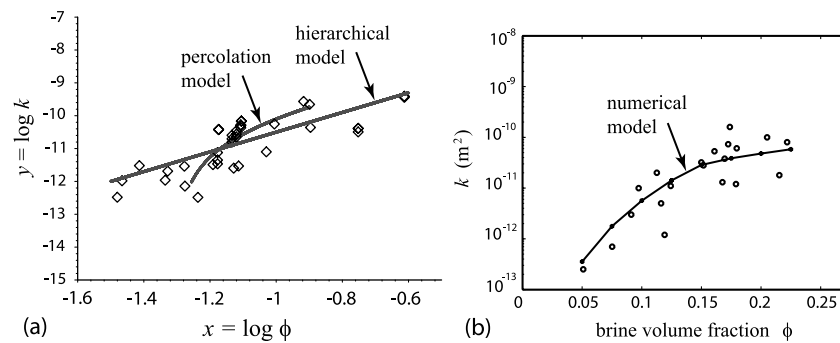 -7
-8
-9
-10
-11
-12
-13
-14
-15
y = log k
percolation
model
hierarchical
model
-1.6
-1.4
-1.2
-1
-0.8
-0.6
(a)
x = log ϕ
10⁻⁸
10⁻⁹
10⁻¹⁰
10⁻¹¹
10⁻¹²
10⁻¹³
k (m²)
numerical
model
0
0.05
0.1
0.15
0.2
0.25
(b)
brine volume fraction ϕ